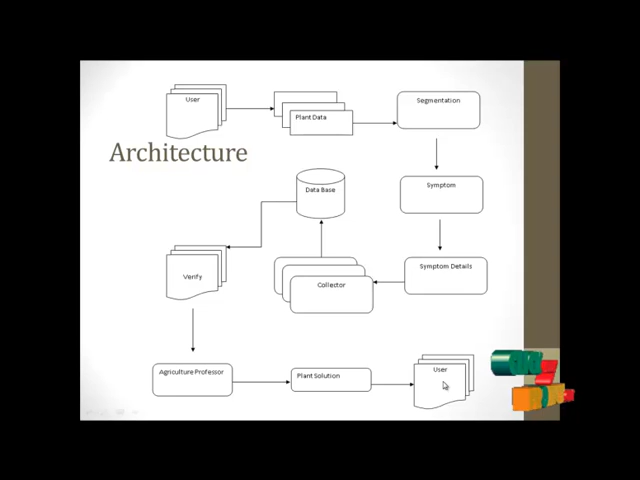 User
Plant Data
Segmentation
Architecture
Data Base
Symptom
Verify
Collector
Symptom Details
Agriculture Professor
Plant Solution
User